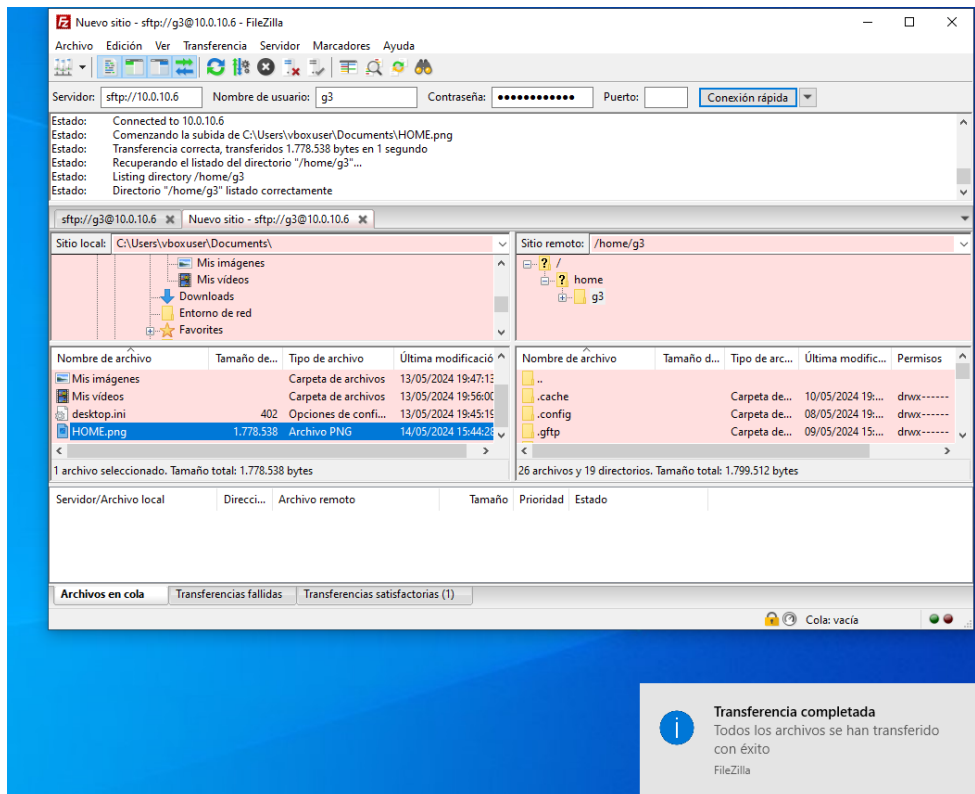 Nuevo sitio - sftp://g3@10.0.10.6 - FileZilla
Archivo Edición Ver Transferencia Servidor Marcadores Ayuda
Servidor: sftp://10.0.10.6 Nombre de usuario: g3 Contraseña: ●●●●●●●●●●●● Puerto: Conexión rápida
Estado: Connected to 10.0.10.6
Estado: Comenzando la subida de C:\Users\vboxuser\Documents\HOME.png
Estado: Transferencia correcta, transferidos 1.778.538 bytes en 1 segundo
Estado: Recuperando el listado del directorio "/home/g3"...
Estado: Listing directory /home/g3
Estado: Directorio "/home/g3" listado correctamente
sftp://g3@10.0.10.6 Nuevo sitio - sftp://g3@10.0.10.6
Sitio local: C:\Users\vboxuser\Documents\
Mis imágenes
Mis vídeos
Downloads
Entorno de red
Favorites
Sitio remoto: /home/g3
? /
? home
g3
Nombre de archivo Tamaño de... Tipo de archivo Última modificació
Mis imágenes Carpeta de archivos 13/05/2024 19:47:13
Mis vídeos Carpeta de archivos 13/05/2024 19:56:00
desktop.ini 402 Opciones de confi... 13/05/2024 19:45:19
HOME.png 1.778.538 Archivo PNG 14/05/2024 15:44:28
1 archivo seleccionado. Tamaño total: 1.778.538 bytes
Nombre de archivo Tamaño d... Tipo de arc... Última modific... Permisos
..
.cache Carpeta de... 10/05/2024 19:... drwx------
.config Carpeta de... 08/05/2024 19:... drwx------
.gftp Carpeta de... 09/05/2024 15:... drwx------
26 archivos y 19 directorios. Tamaño total: 1.799.512 bytes
Servidor/Archivo local Direcci... Archivo remoto Tamaño Prioridad Estado
Archivos en cola Transferencias fallidas Transferencias satisfactorias (1)
Cola: vacía
Transferencia completada
Todos los archivos se han transferido
con éxito
FileZilla